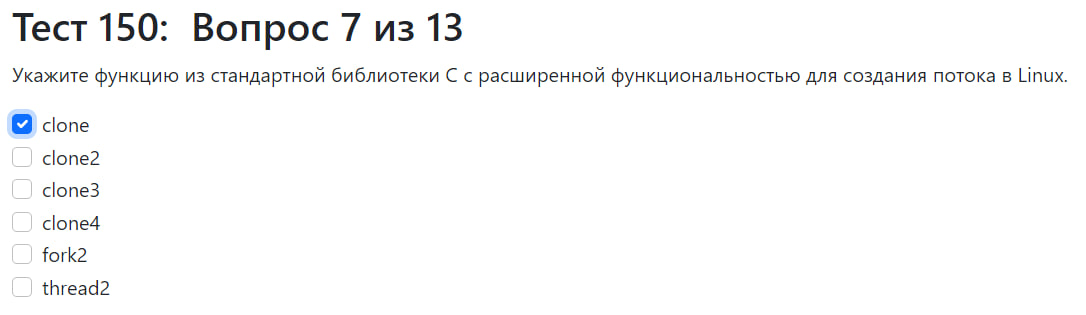 Тест 150: Вопрос 7 из 13
Укажите функцию из стандартной библиотеки C с расширенной функциональностью для создания потока в Linux.
clone
clone2
clone3
clone4
fork2
thread2